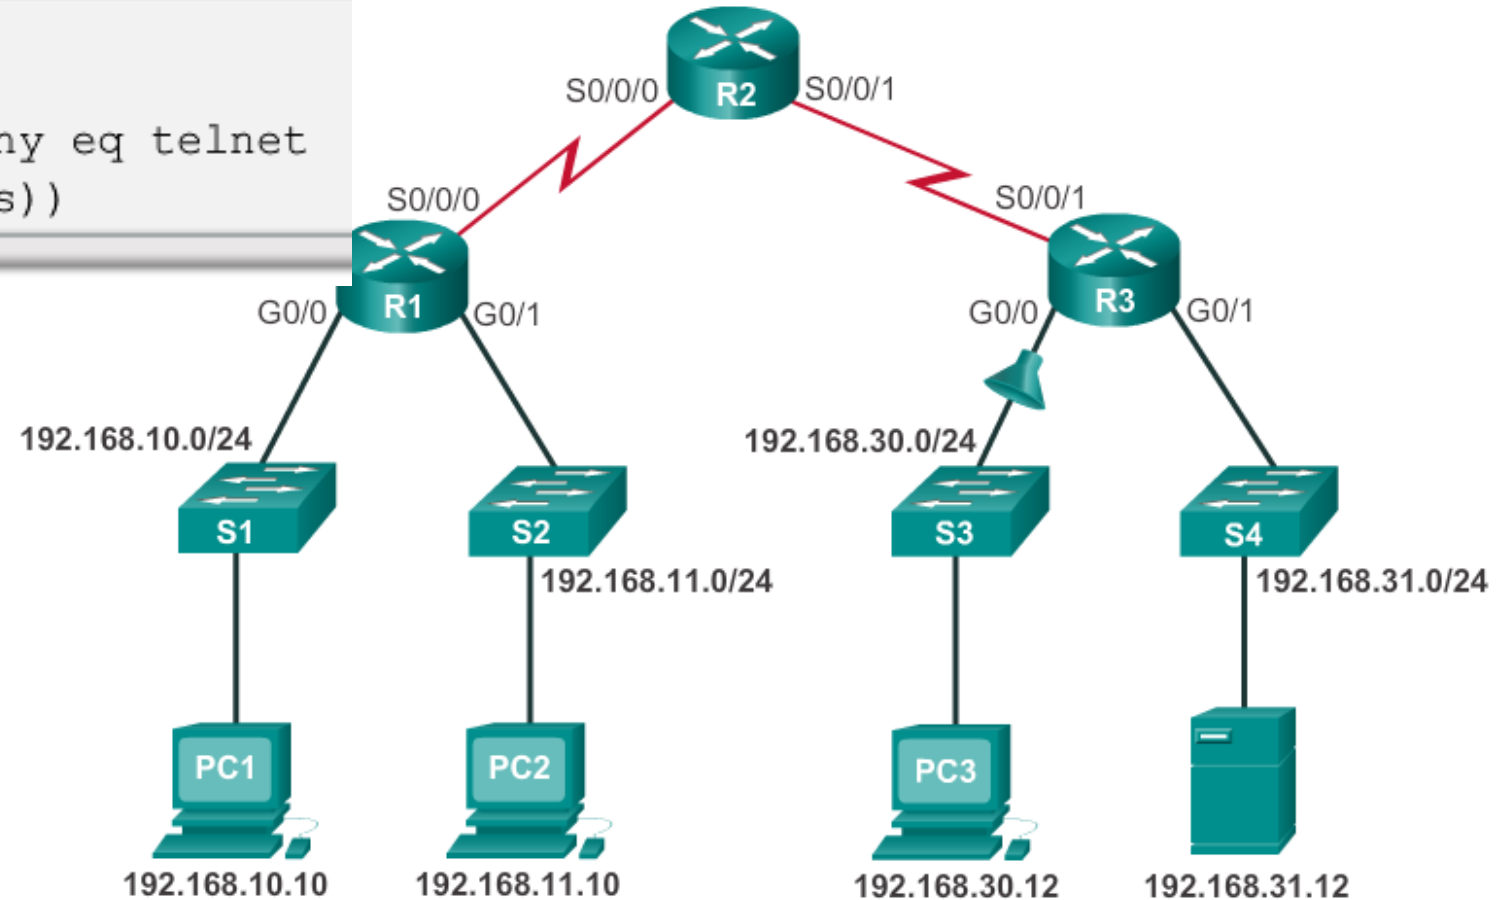 ny eq telnet
s))
R2
S0/0/0
S0/0/1
S0/0/0
S0/0/1
R1
R3
G0/0
G0/1
G0/0
G0/1
192.168.10.0/24
192.168.30.0/24
S1
S2
S3
S4
192.168.11.0/24
192.168.31.0/24
PC1
PC2
PC3
192.168.10.10
192.168.11.10
192.168.30.12
192.168.31.12